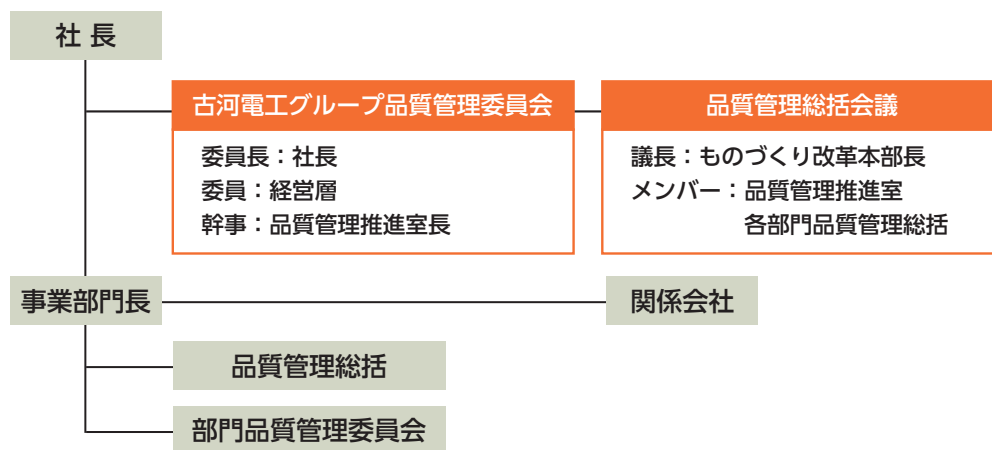 社 長
古河電工グループ品質管理委員会
委員長：社長
委員：経営層
幹事：品質管理推進室長
品質管理総括会議
議長：ものづくり改革本部長
メンバー：品質管理推進室
各部門品質管理総括
事業部門長
関係会社
品質管理総括
部門品質管理委員会